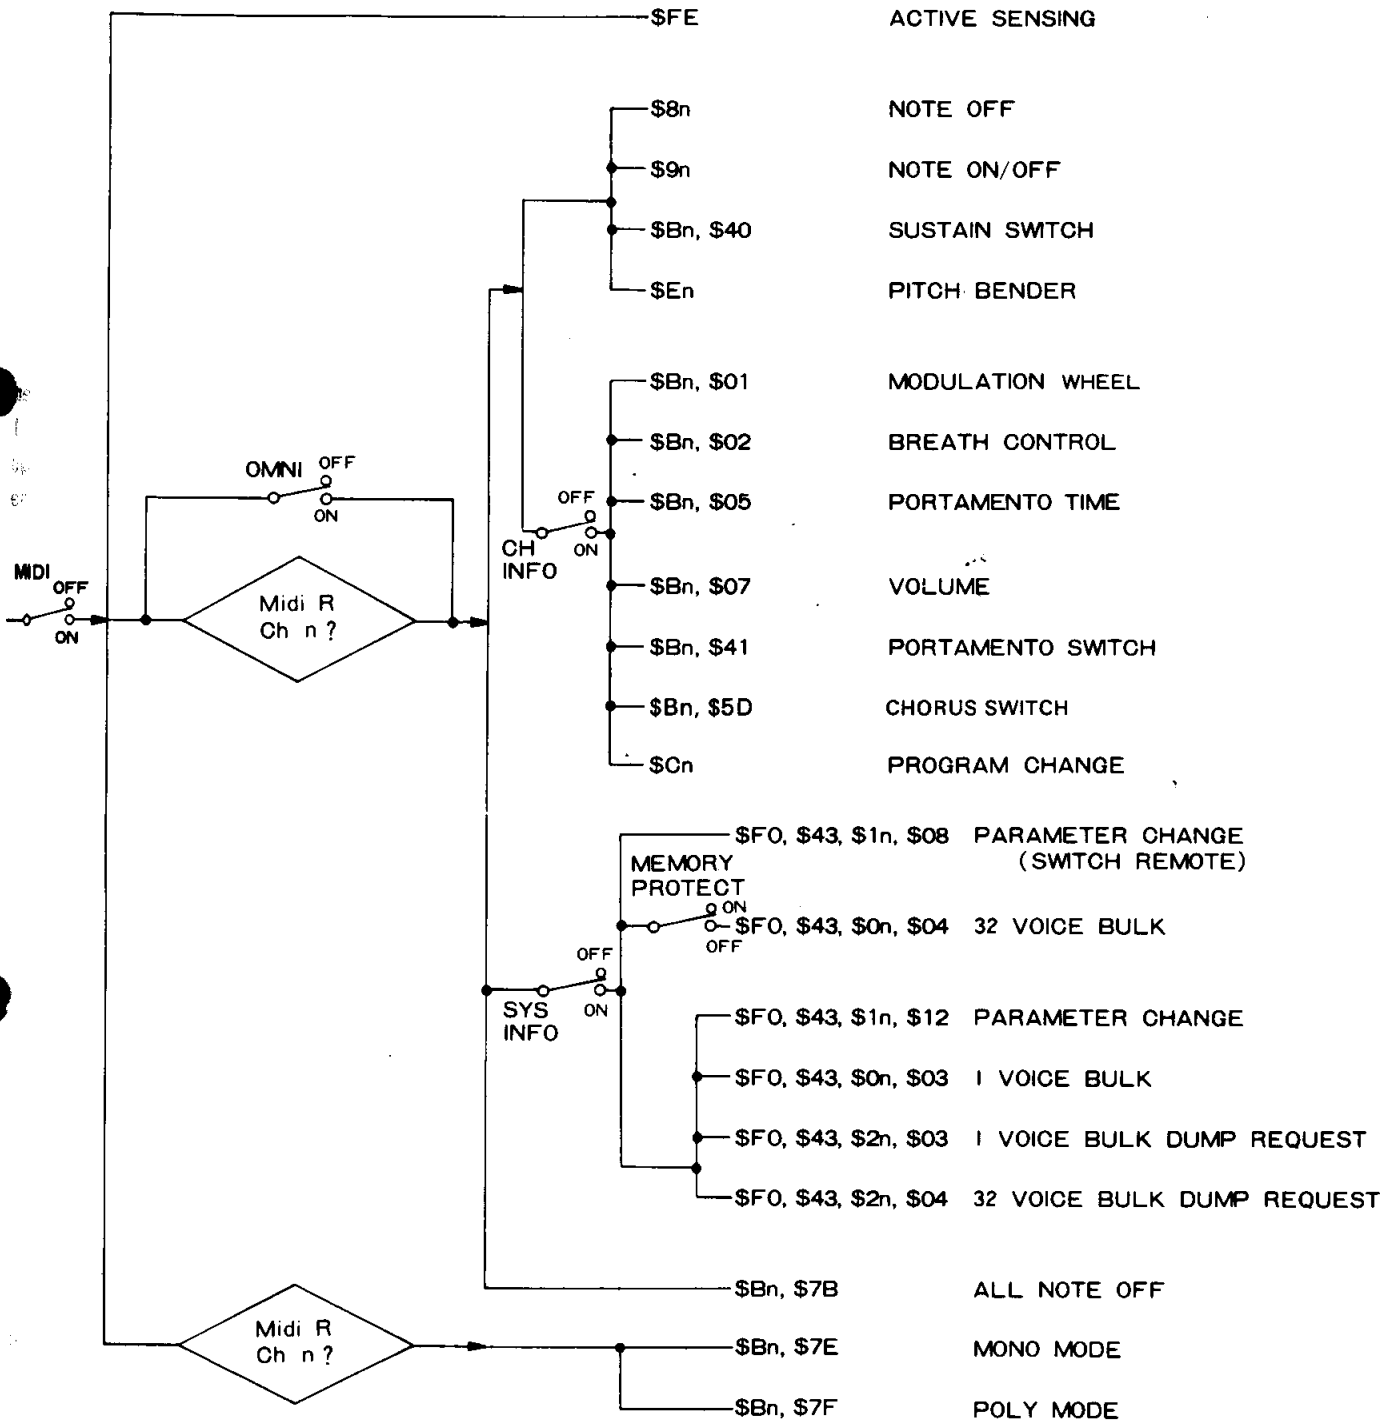 $FE ACTIVE SENSING
$8n NOTE OFF
$9n NOTE ON/OFF
$Bn, $40 SUSTAIN SWITCH
$En PITCH BENDER
$Bn, $01 MODULATION WHEEL
$Bn, $02 BREATH CONTROL
OMNI OFF
ON
OFF
$Bn, $05 PORTAMENTO TIME
CH
INFO
ON
MIDI
OFF
ON
Midi R
Ch n?
$Bn, $07 VOLUME
$Bn, $41 PORTAMENTO SWITCH
$Bn, $5D CHORUS SWITCH
$Cn PROGRAM CHANGE
$F0, $43, $1n, $08 PARAMETER CHANGE
(SWITCH REMOTE)
MEMORY
PROTECT
ON
OFF
$F0, $43, $0n, $04 32 VOICE BULK
OFF
SYS
INFO
ON
$F0, $43, $1n, $12 PARAMETER CHANGE
$F0, $43, $0n, $03 1 VOICE BULK
$F0, $43, $2n, $03 1 VOICE BULK DUMP REQUEST
$F0, $43, $2n, $04 32 VOICE BULK DUMP REQUEST
$Bn, $7B ALL NOTE OFF
Midi R
Ch n?
$Bn, $7E MONO MODE
$Bn, $7F POLY MODE